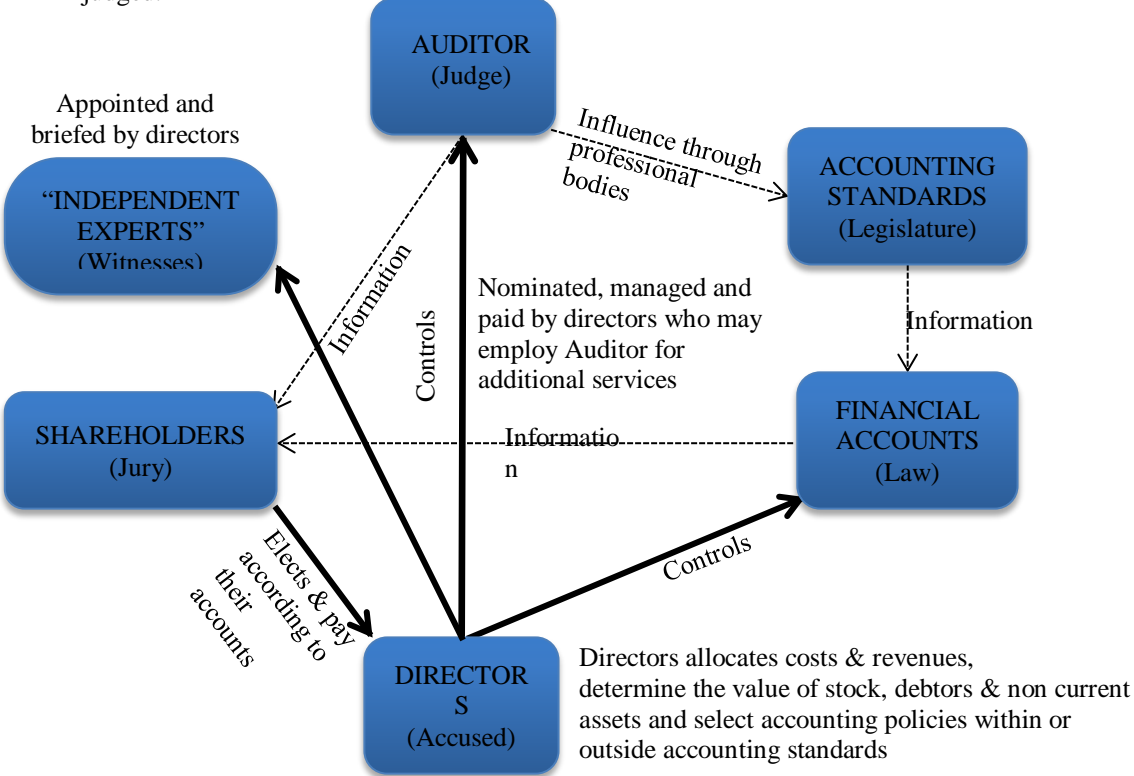 judged.
AUDITOR
(Judge)
Appointed and
briefed by directors
Influence through
professional
bodies
“INDEPENDENT
EXPERTS”
(Witnesses)
ACCOUNTING
STANDARDS
(Legislature)
Information
Controls
Nominated, managed and
paid by directors who may
employ Auditor for
additional services
Information
SHAREHOLDERS
(Jury)
Informatio
n
FINANCIAL
ACCOUNTS
(Law)
Elects & pay
according to
their
accounts
Controls
DIRECTOR
S
(Accused)
Directors allocates costs & revenues,
determine the value of stock, debtors & non current
assets and select accounting policies within or
outside accounting standards